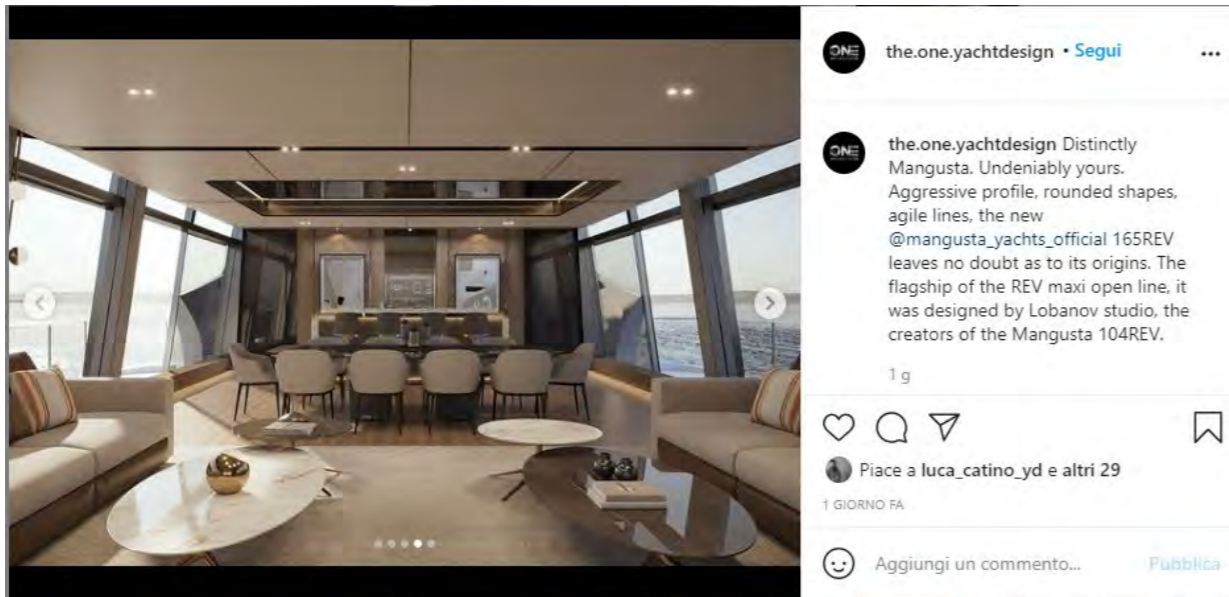 ONE
the.one.yachtdesign • Segui
ONE
the.one.yachtdesign Distinctly
Mangusta. Undeniably yours.
Aggressive profile, rounded shapes,
agile lines, the new
@mangusta_yachts_official 165REV
leaves no doubt as to its origins. The
flagship of the REV maxi open line, it
was designed by Lobanov studio, the
creators of the Mangusta 104REV.
1 g
Piace a luca_catino_yd e altri 29
1 GIORNO FA
Aggiungi un commento... Pubblica